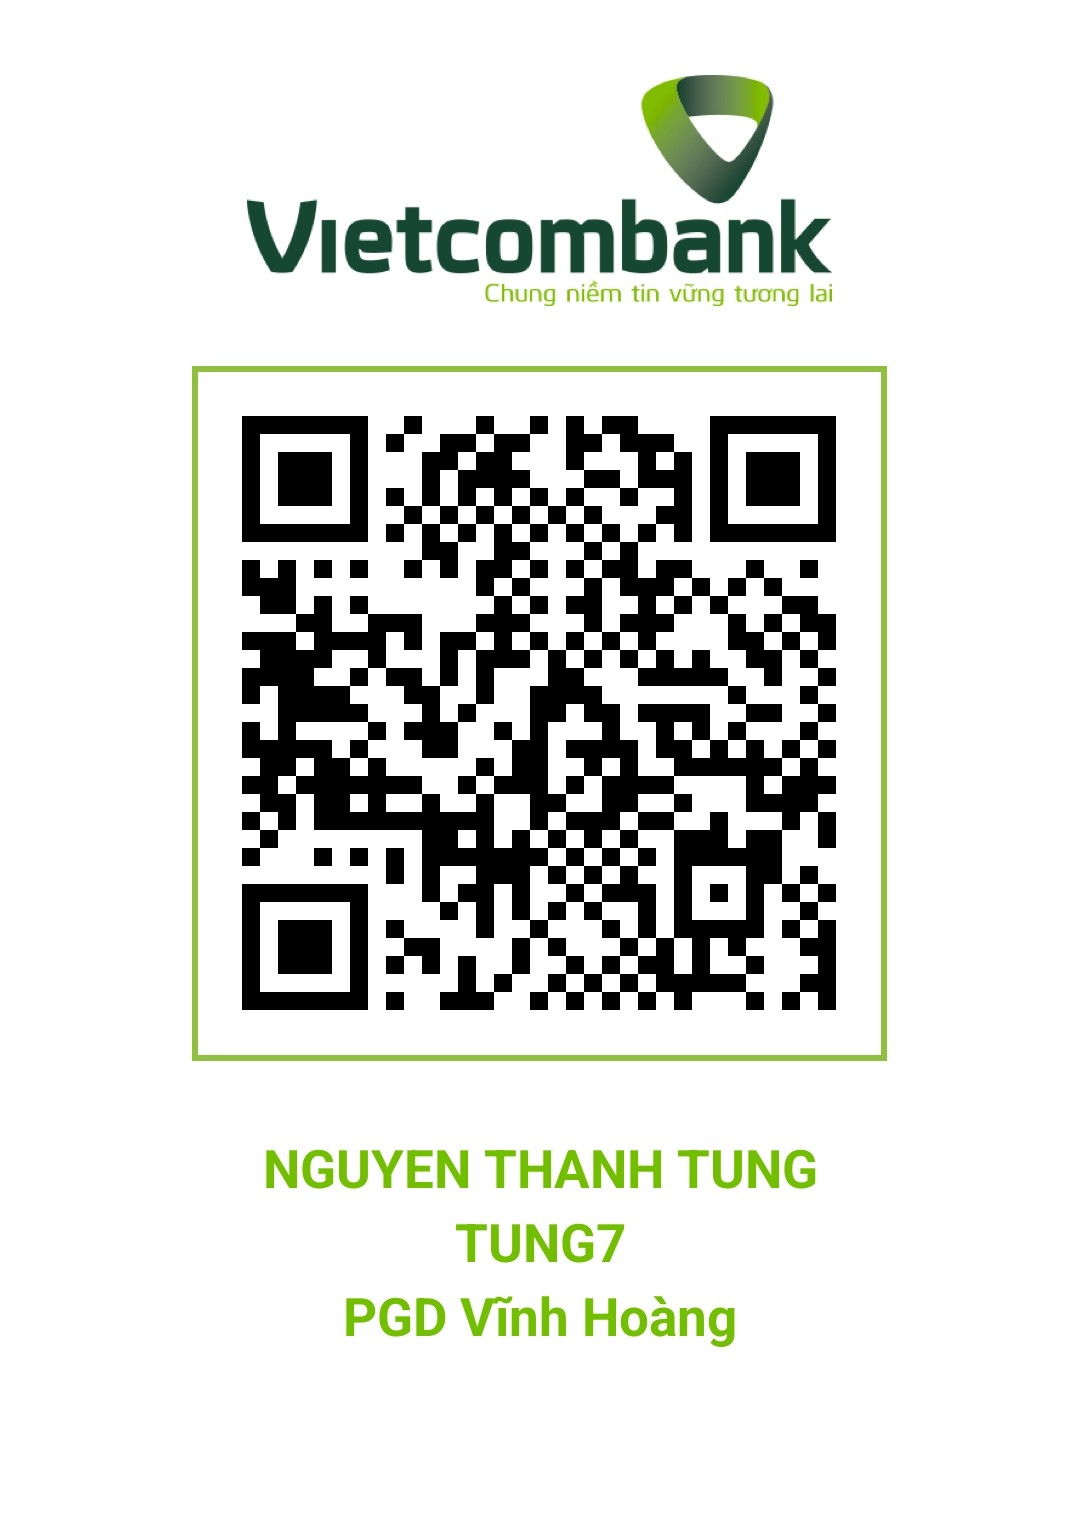 Vietcombank
Chung niềm tin vững tương lai
NGUYEN THANH TUNG
TUNG7
PGD Vĩnh Hoàng